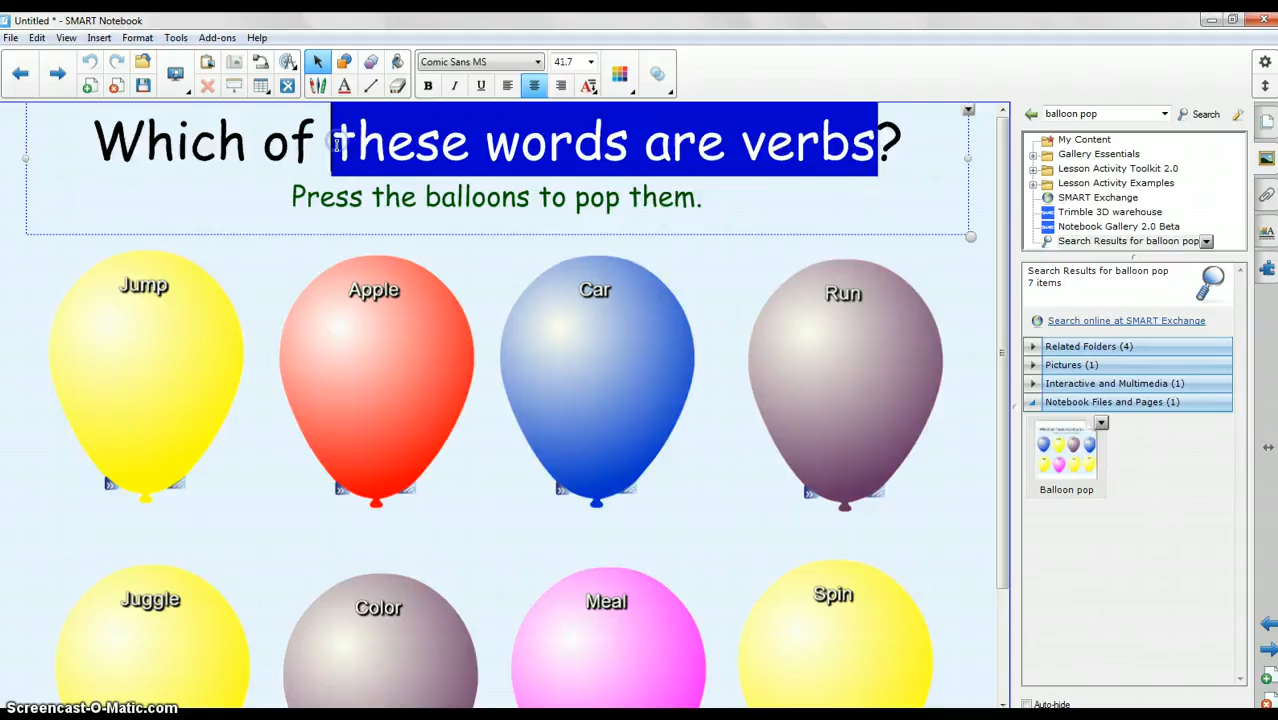 Untitled * - SMART Notebook
File Edit View Insert Format Tools Add-ons Help
Comic Sans MS 41.7
B I U A
balloon pop Search
My Content
Gallery Essentials
Lesson Activity Toolkit 2.0
Lesson Activity Examples
SMART Exchange
Trimble 3D warehouse
Notebook Gallery 2.0 Beta
Search Results for balloon pop
Search Results for balloon pop
7 items
Search online at SMART Exchange
Related Folders (4)
Pictures (1)
Interactive and Multimedia (1)
Notebook Files and Pages (1)
Balloon pop
Auto-hide
Which of these words are verbs?
Press the balloons to pop them.
Jump Apple Car Run
Juggle Color Meal Spin
Screencast-O-Matic.com